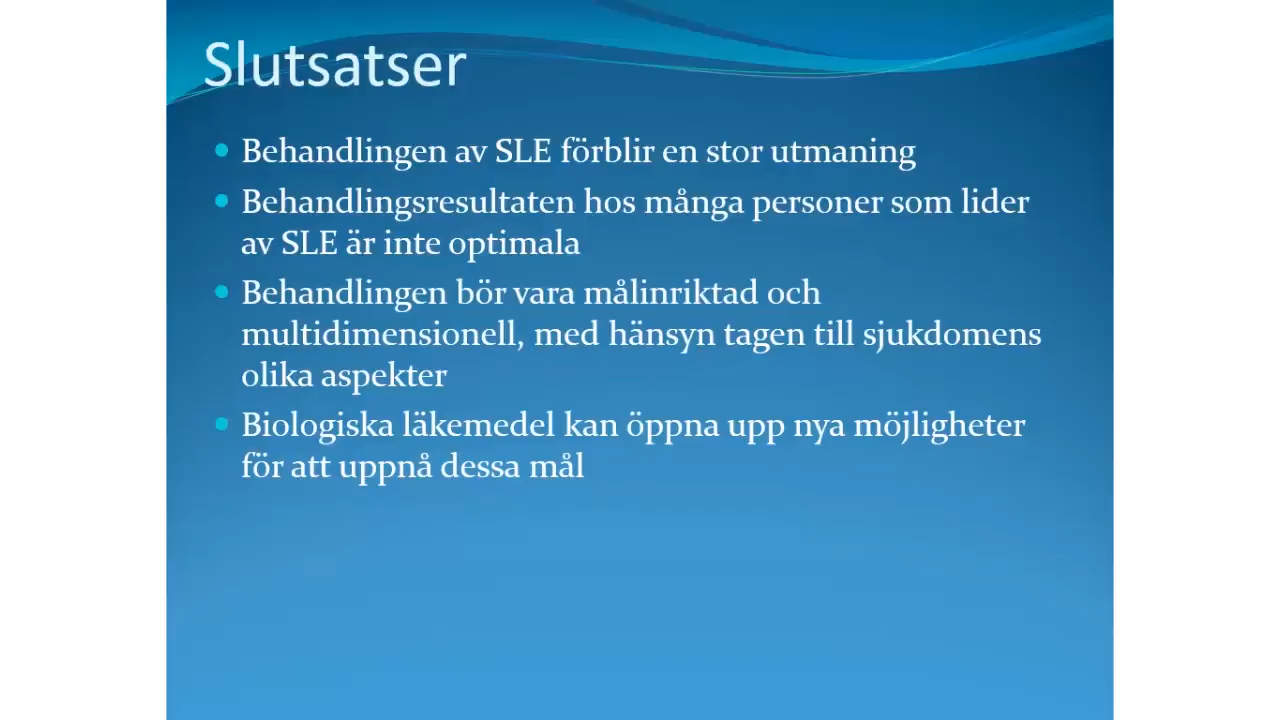 Slutsatser
• Behandlingen av SLE förblir en stor utmaning
• Behandlingsresultaten hos många personer som lider
av SLE är inte optimala
• Behandlingen bör vara målinriktad och
multidimensionell, med hänsyn tagen till sjukdomens
olika aspekter
• Biologiska läkemedel kan öppna upp nya möjligheter
för att uppnå dessa mål